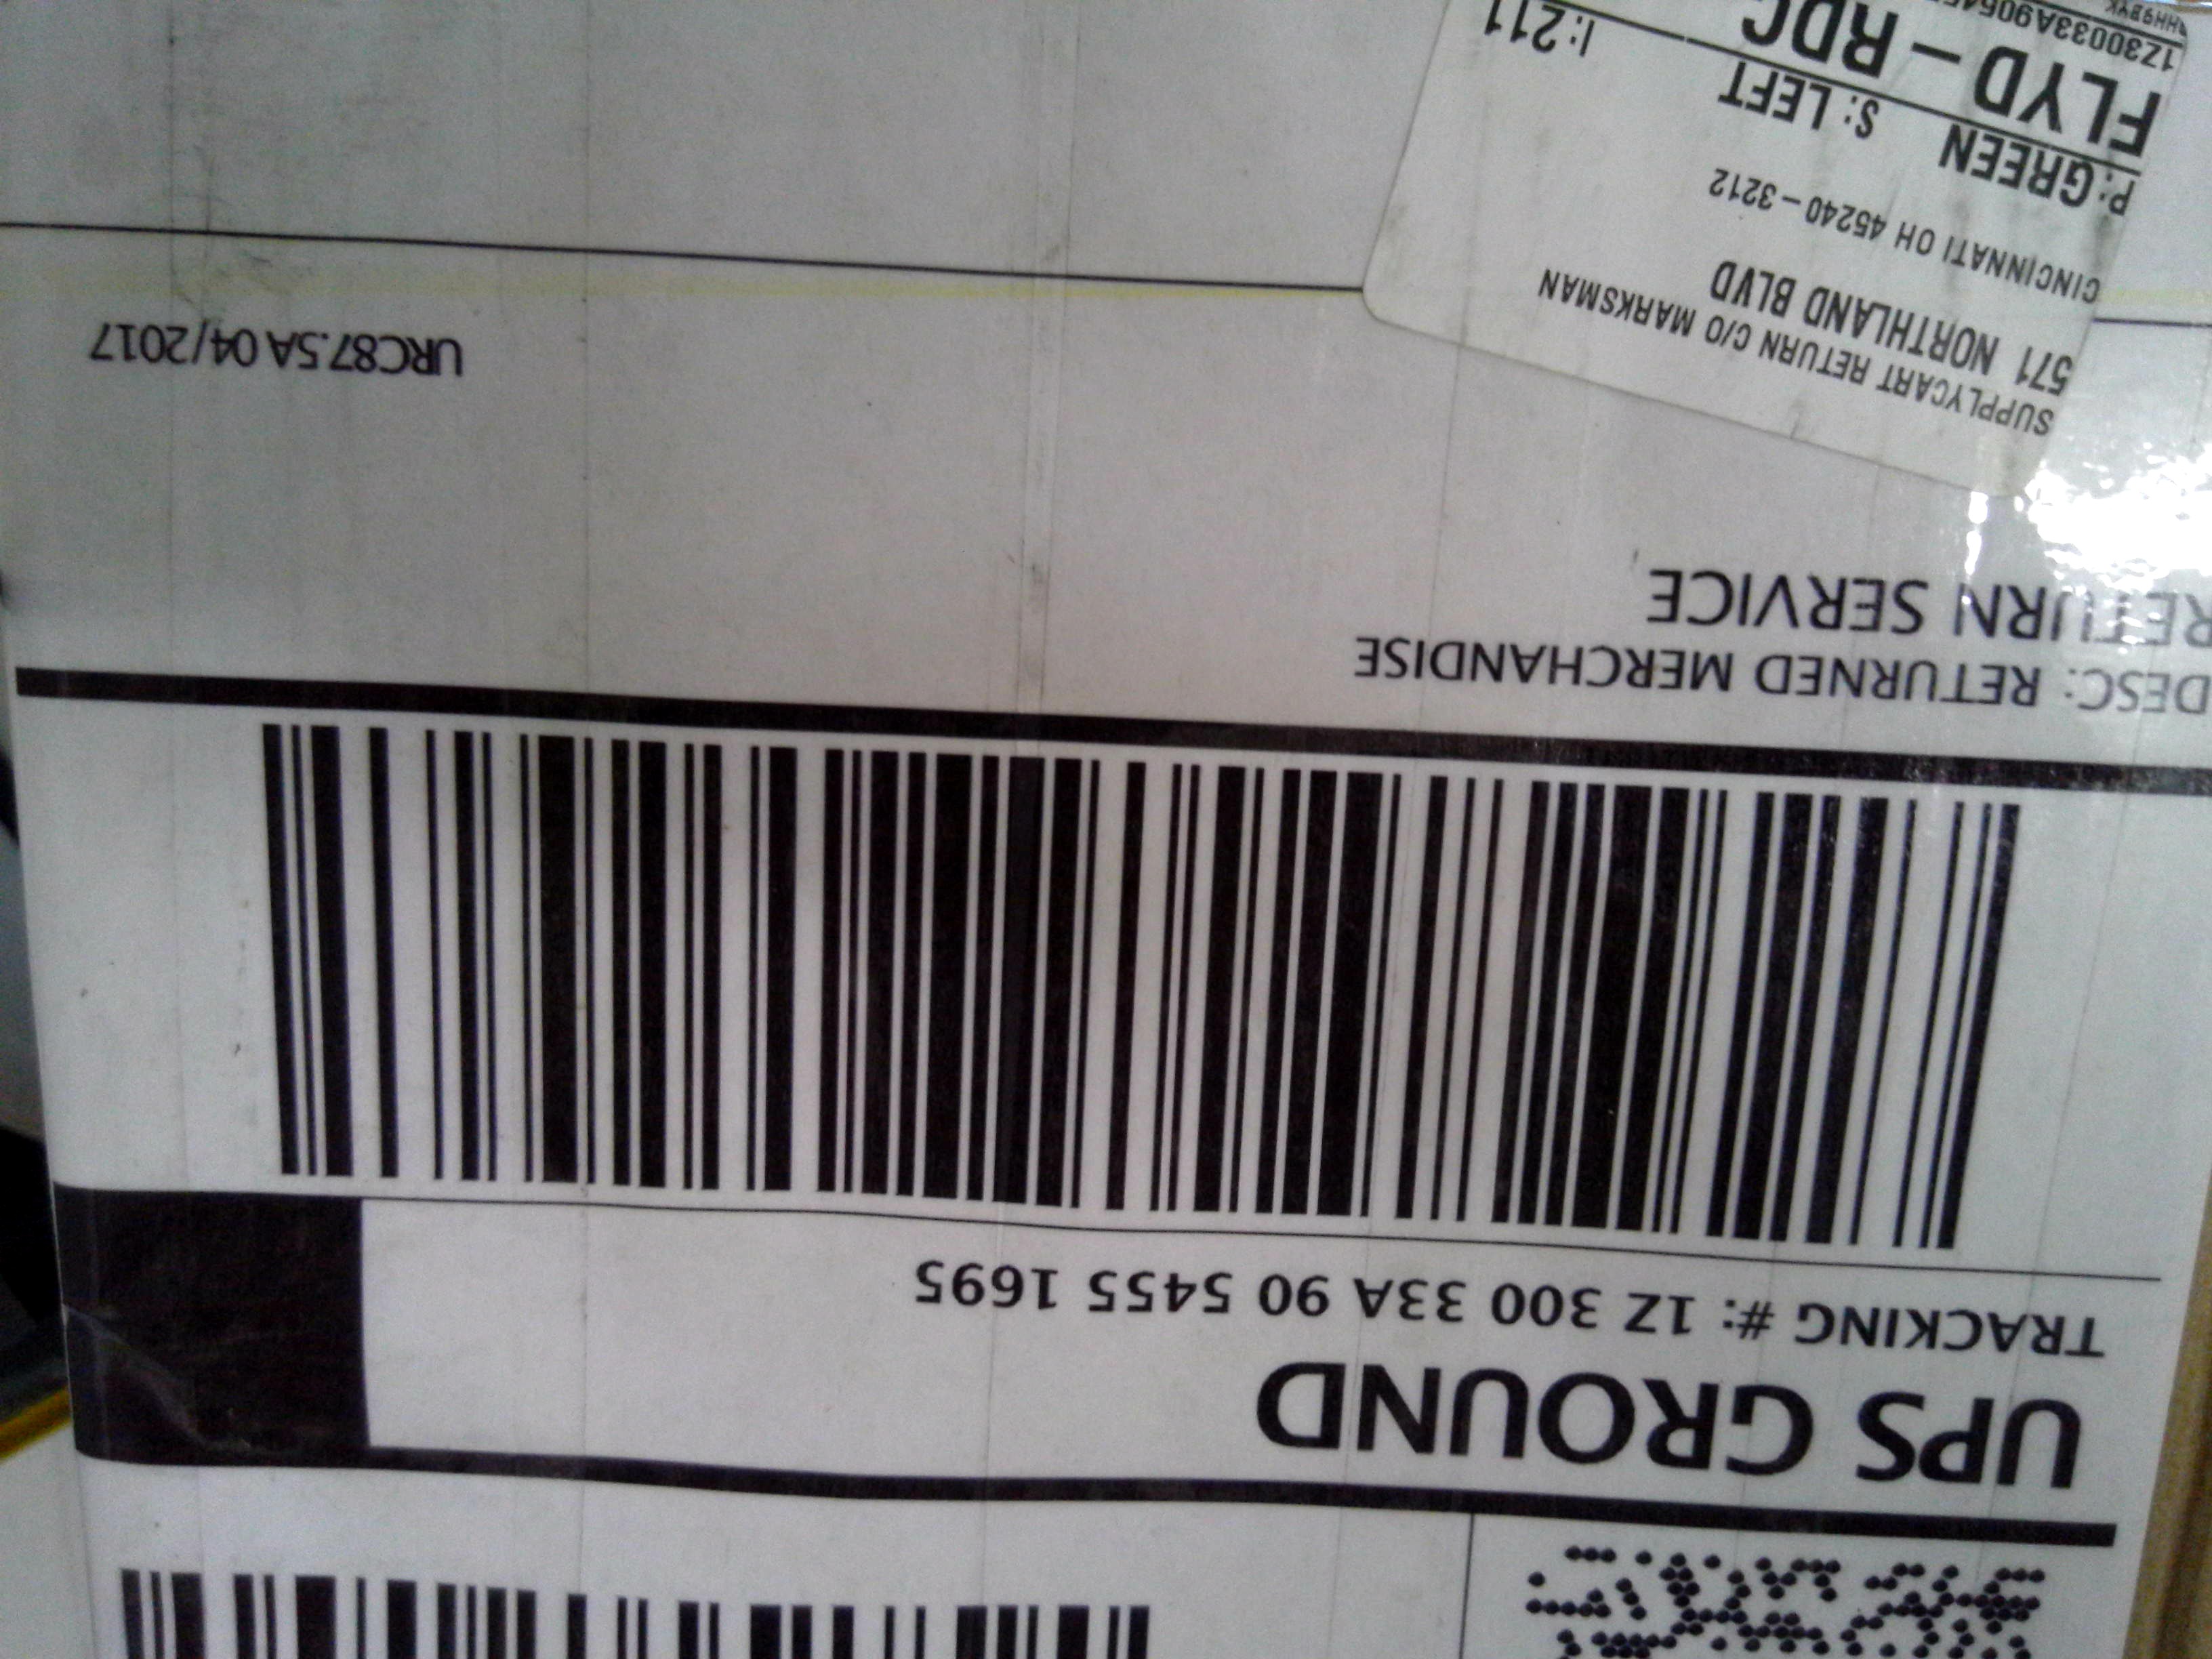 UPS GROUND
TRACKING #: 1Z 300 33A 90 5455 1695
DESC: RETURNED MERCHANDISE
RETURN SERVICE
SUPPLYCART RETURN C/O MARKSMAN
571 NORTHLAND BLVD
CINCINNATI OH 45240-3212
P: GREEN S: LEFT I:211
FLYD - RDC
URC87.5A 04/2017